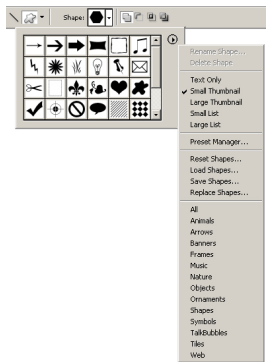 Shape:
Rename Shape...
Delete Shape
Text Only
Small Thumbnail
Large Thumbnail
Small List
Large List
Preset Manager...
Reset Shapes...
Load Shapes...
Save Shapes...
Replace Shapes...
All
Animals
Arrows
Banners
Frames
Music
Nature
Objects
Ornaments
Shapes
Symbols
TalkBubbles
Tiles
Web